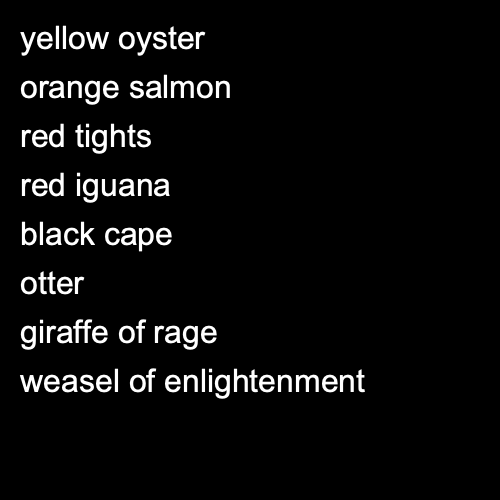 yellow oyster
orange salmon
red tights
red iguana
black cape
otter
giraffe of rage
weasel of enlightenment